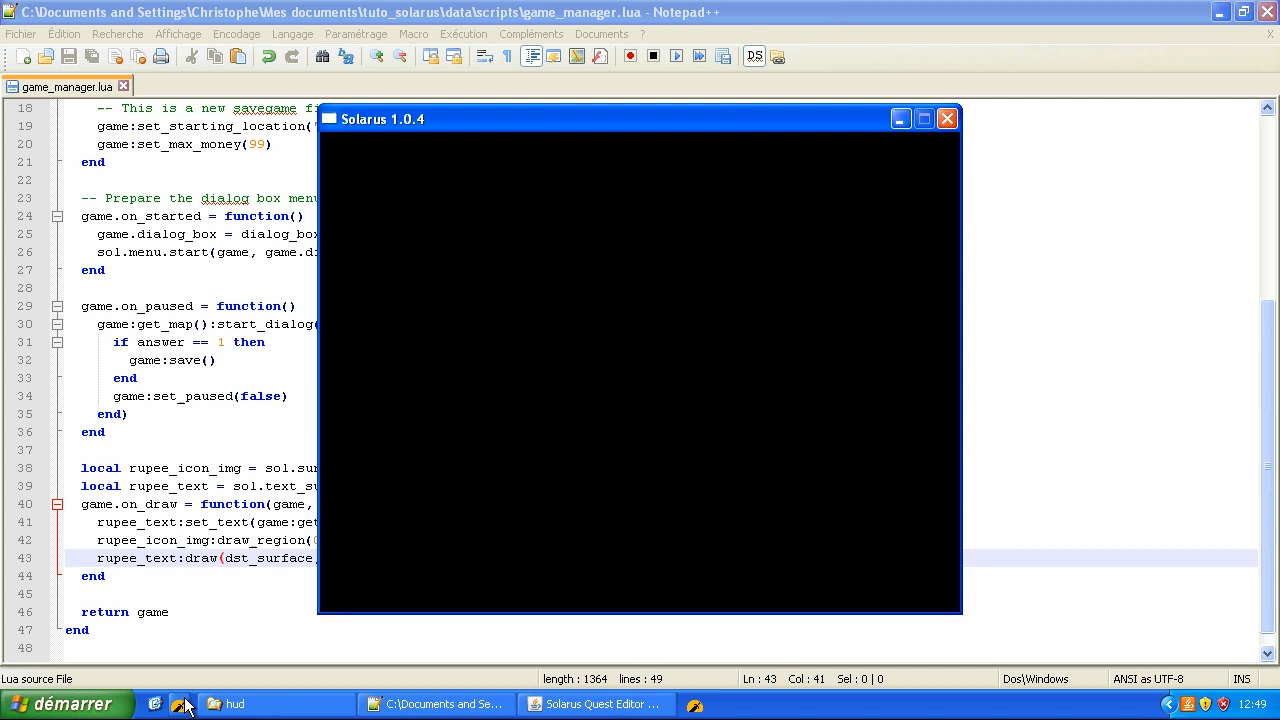 C:\Documents and Settings\Christophe\Mes documents\tuto_solarus\data\scripts\game_manager.lua - Notepad++
Fichier Édition Recherche Affichage Encodage Langage Paramétrage Macro Exécution Compléments Documents ? X
game_manager.lua
Solarus 1.0.4
18 -- This is a new savegame fi
19 game:set_starting_location('
20 game:set_max_money(99)
21 end
22
23 -- Prepare the dialog box menu
24 game.on_started = function()
25 game.dialog_box = dialog_box
26 sol.menu.start(game, game.di
27 end
28
29 game.on_paused = function()
30 game:get_map():start_dialog(
31 if answer == 1 then
32 game:save()
33 end
34 game:set_paused(false)
35 end)
36 end
37
38 local rupee_icon_img = sol.sur
39 local rupee_text = sol.text_su
40 game.on_draw = function(game,
41 rupee_text:set_text(game:get
42 rupee_icon_img:draw_region(0
43 rupee_text:draw(dst_surface,
44 end
45
46 return game
47 end
48
Lua source File length : 1364 lines : 49 Ln : 43 Col : 41 Sel : 0 | 0 Dos\Windows ANSI as UTF-8 INS
démarrer hud C:\Documents and Se... Solarus Quest Editor ... 12:49